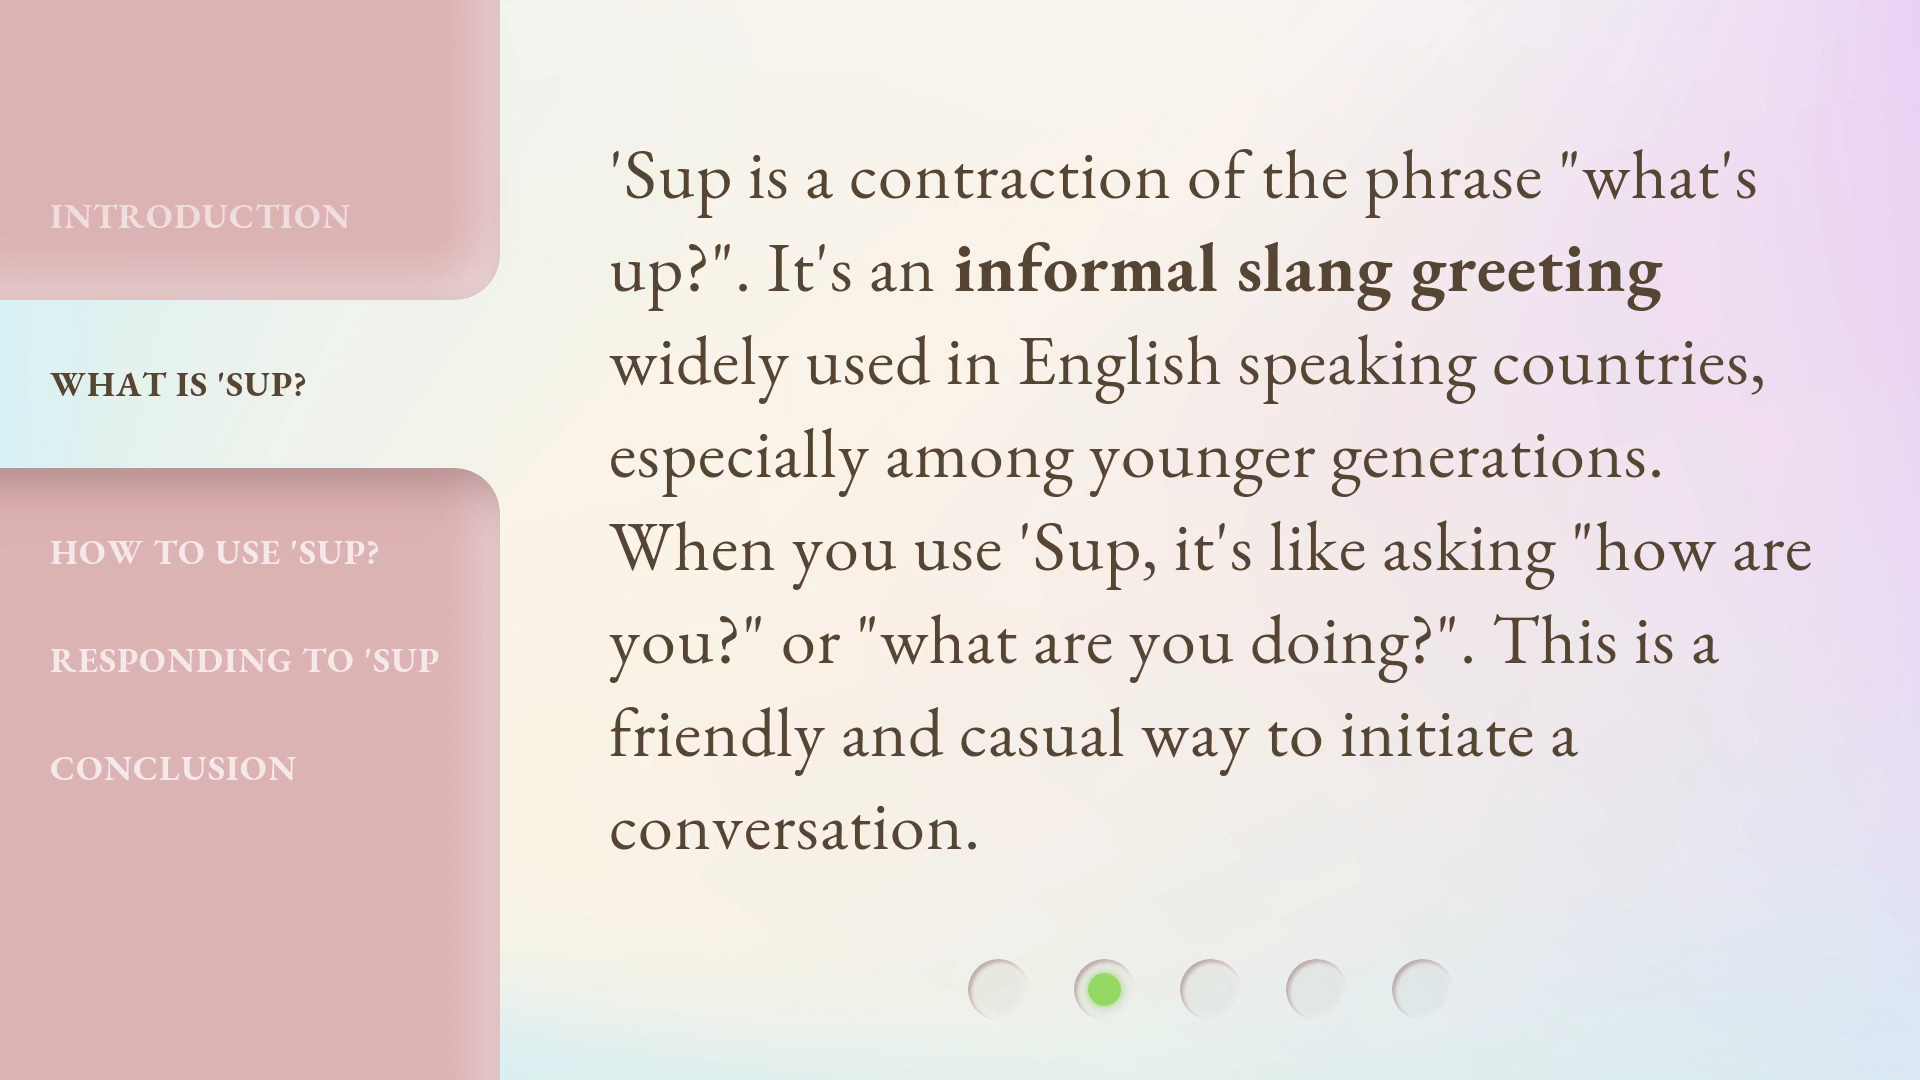 INTRODUCTION
WHAT IS 'SUP?
HOW TO USE 'SUP?
RESPONDING TO 'SUP
CONCLUSION
'Sup is a contraction of the phrase "what's
up?". It's an informal slang greeting
widely used in English speaking countries,
especially among younger generations.
When you use 'Sup, it's like asking "how are
you?" or "what are you doing?". This is a
friendly and casual way to initiate a
conversation.